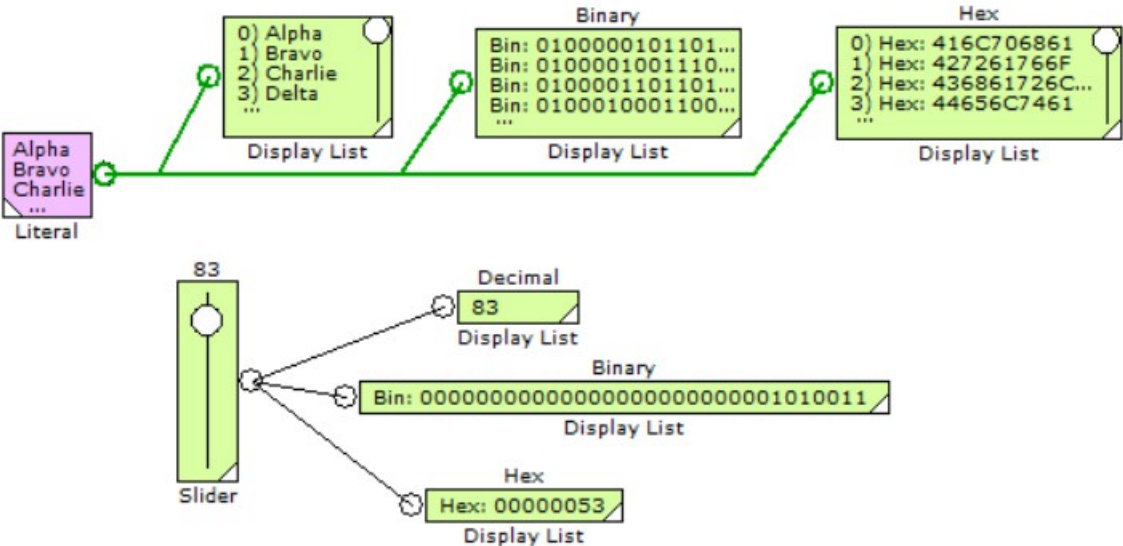 Binary
Hex
0) Alpha
1) Bravo
2) Charlie
3) Delta
...
Display List
Bin: 0100000101101...
Bin: 0100001001110...
Bin: 0100001101101...
Bin: 0100010001100...
...
Display List
0) Hex: 416C706861
1) Hex: 427261766F
2) Hex: 436861726C...
3) Hex: 44656C7461
...
Display List
Alpha
Bravo
Charlie
...
Literal
83
Slider
Decimal
83
Display List
Binary
Bin: 00000000000000000000000001010011
Display List
Hex
Hex: 00000053
Display List